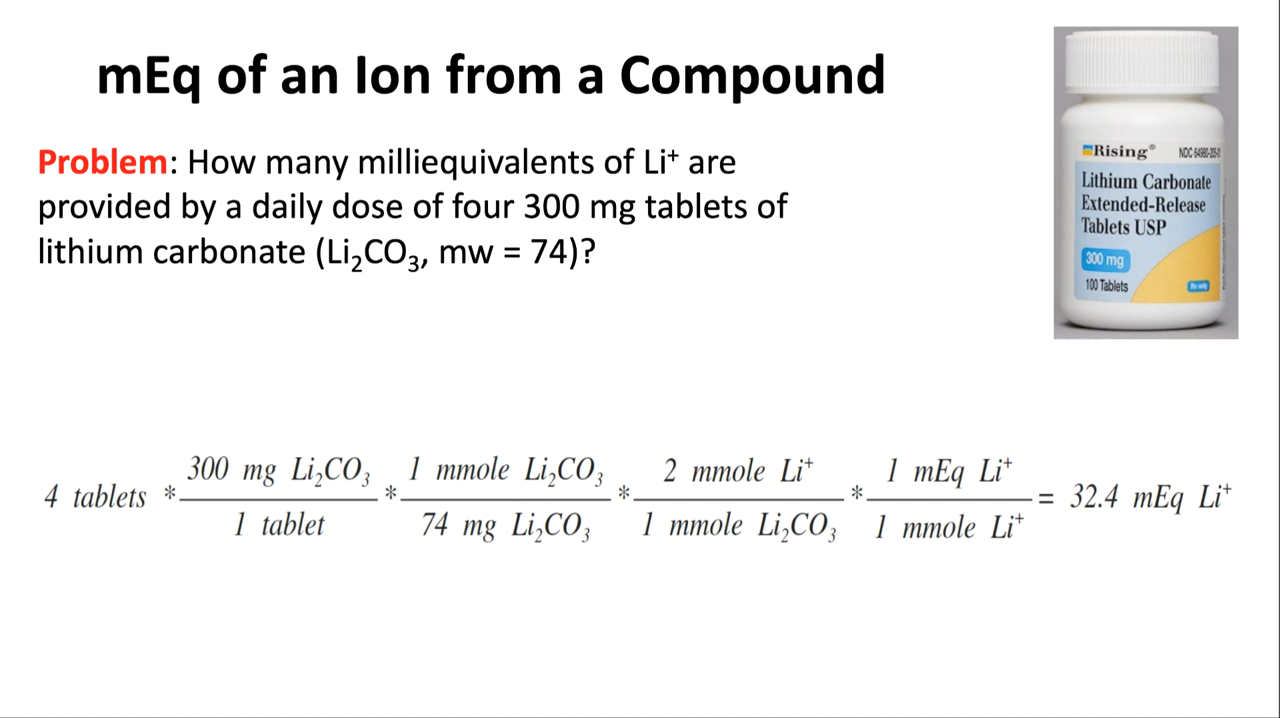 mEq of an Ion from a Compound
Problem: How many milliequivalents of Li⁺ are
provided by a daily dose of four 300 mg tablets of
lithium carbonate (Li₂CO₃, mw = 74)?
Rising® NDC
Lithium Carbonate
Extended-Release
Tablets USP
300 mg
100 Tablets
Rx only
4 tablets * 300 mg Li₂CO₃ / 1 tablet * 1 mmole Li₂CO₃ / 74 mg Li₂CO₃ * 2 mmole Li⁺ / 1 mmole Li₂CO₃ * 1 mEq Li⁺ / 1 mmole Li⁺ = 32.4 mEq Li⁺